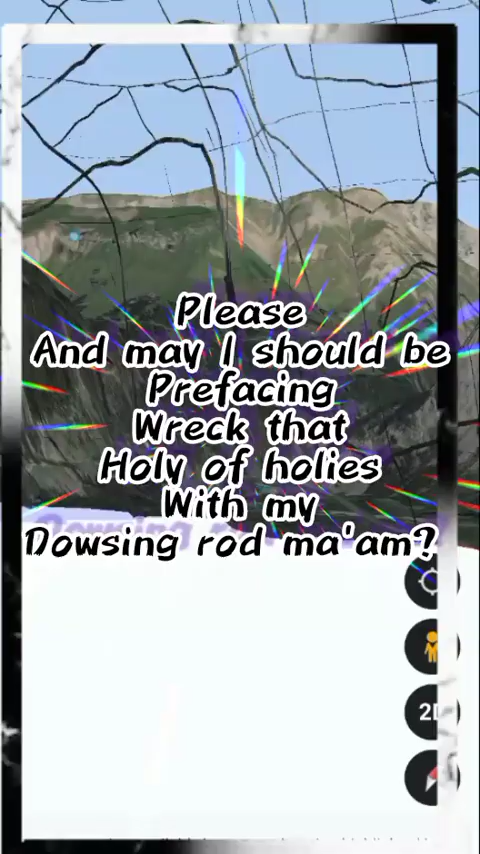 Please
And may I should be
Prefacing
Wreck that
Holy of holies
With my
Dowsing rod ma'am?